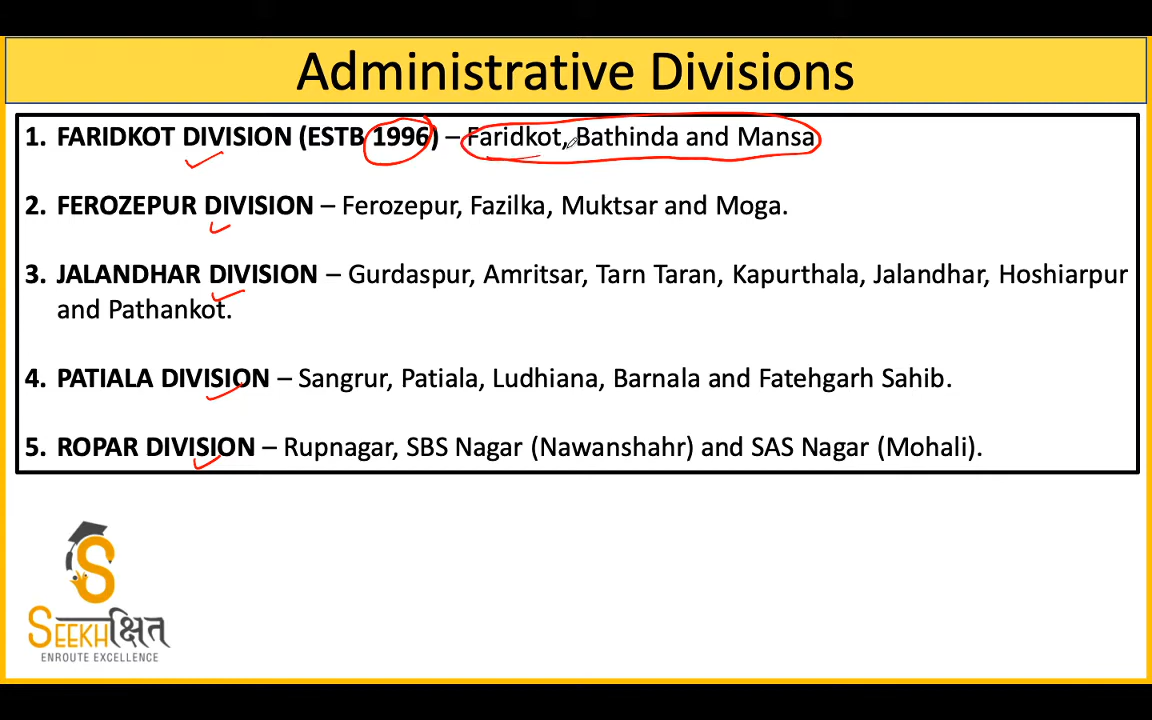 Administrative Divisions
1. FARIDKOT DIVISION (ESTB 1996) – Faridkot, Bathinda and Mansa
2. FEROZEPUR DIVISION – Ferozepur, Fazilka, Muktsar and Moga.
3. JALANDHAR DIVISION – Gurdaspur, Amritsar, Tarn Taran, Kapurthala, Jalandhar, Hoshiarpur
and Pathankot.
4. PATIALA DIVISION – Sangrur, Patiala, Ludhiana, Barnala and Fatehgarh Sahib.
5. ROPAR DIVISION – Rupnagar, SBS Nagar (Nawanshahr) and SAS Nagar (Mohali).
S
SEEKHक्षित
ENROUTE EXCELLENCE